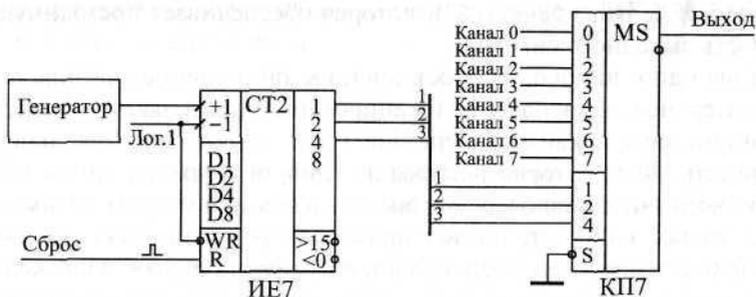 Генератор
Лог.1
+1
−1
D1
D2
D4
D8
WR
R
CT2
1
2
4
8
>15
<0
ИЕ7
Сброс
1
2
3
Канал 0
Канал 1
Канал 2
Канал 3
Канал 4
Канал 5
Канал 6
Канал 7
1
2
3
0
1
2
3
4
5
6
7
1
2
4
S
MS
КП7
Выход